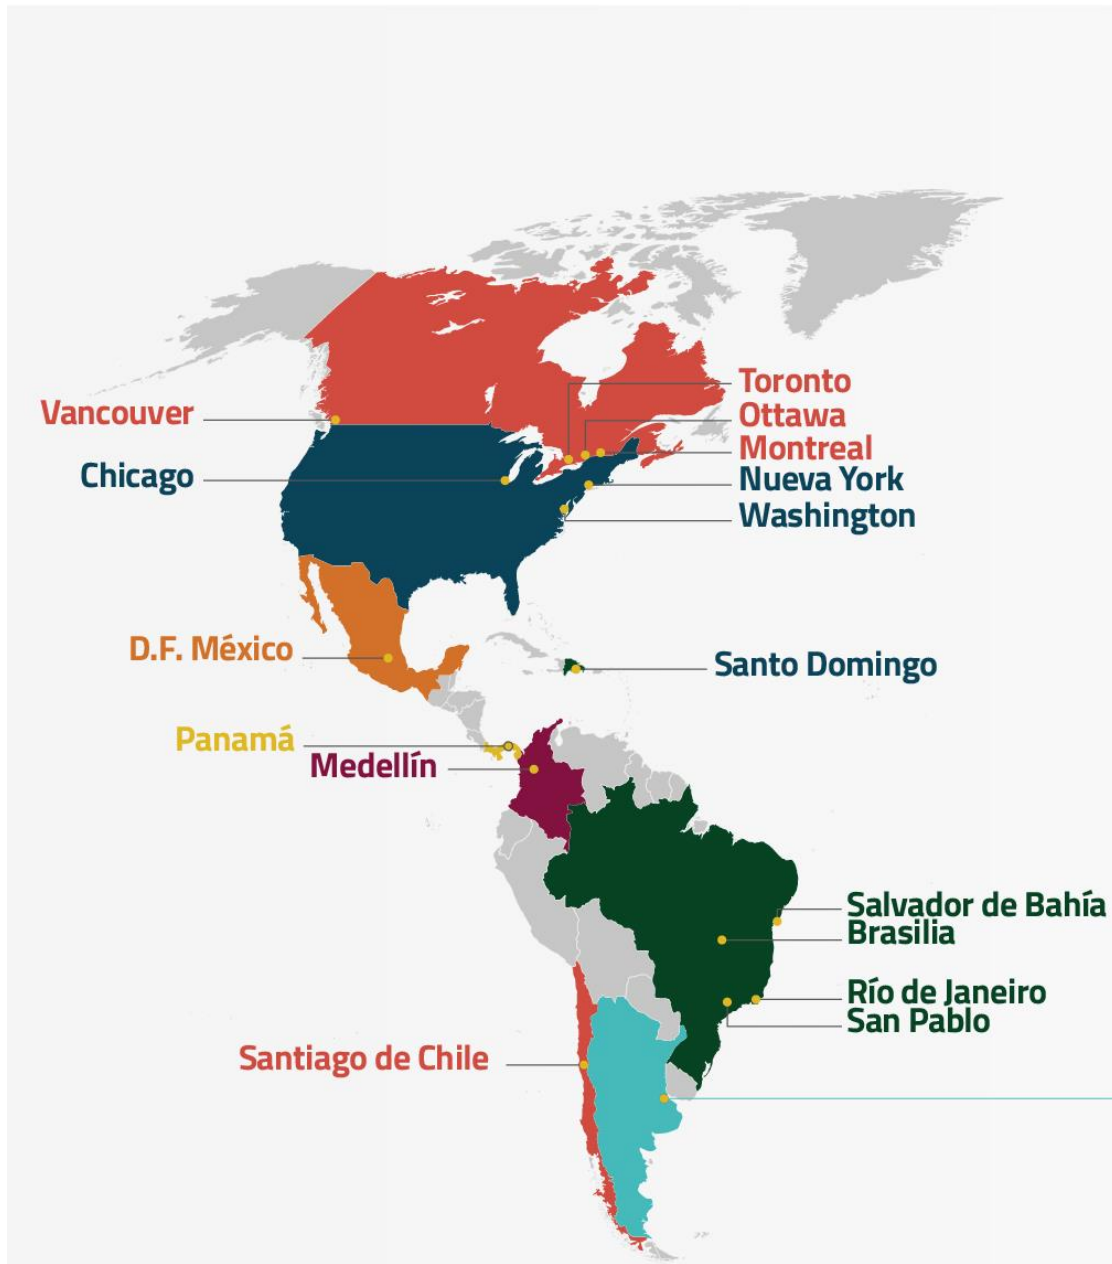 Toronto
Vancouver
Ottawa
Montreal
Chicago
Nueva York
Washington
D.F. México
Santo Domingo
Panamá
Medellín
Salvador de Bahía
Brasilia
Río de Janeiro
San Pablo
Santiago de Chile